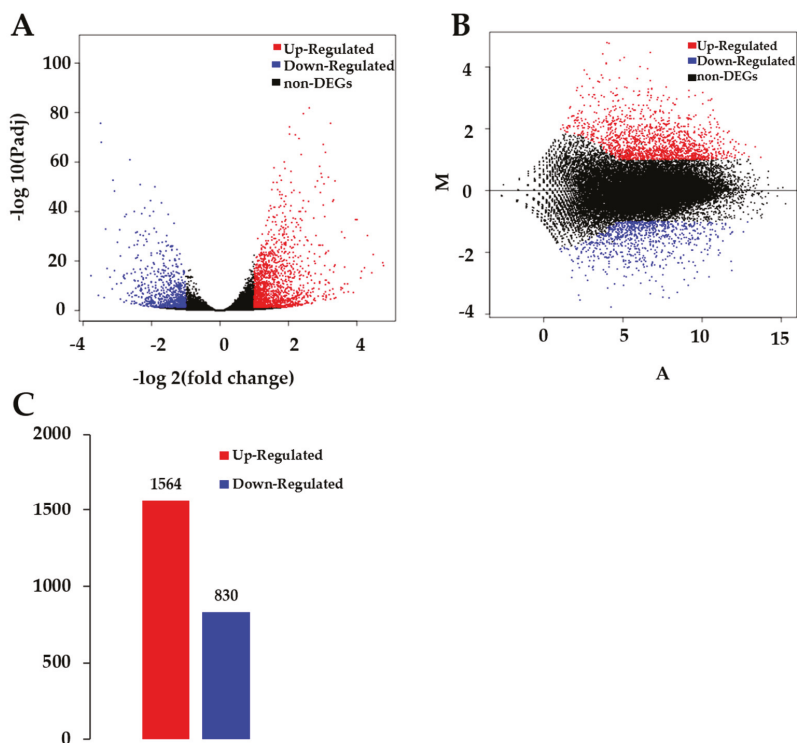 A
Up-Regulated
Down-Regulated
non-DEGs
100
80
60
40
20
0
-log 10(Padj)
-4
-2
0
2
4
-log 2(fold change)
B
Up-Regulated
Down-Regulated
non-DEGs
4
2
0
-2
-4
M
0
5
10
15
A
C
2000
1500
1000
500
0
Up-Regulated
Down-Regulated
1564
830